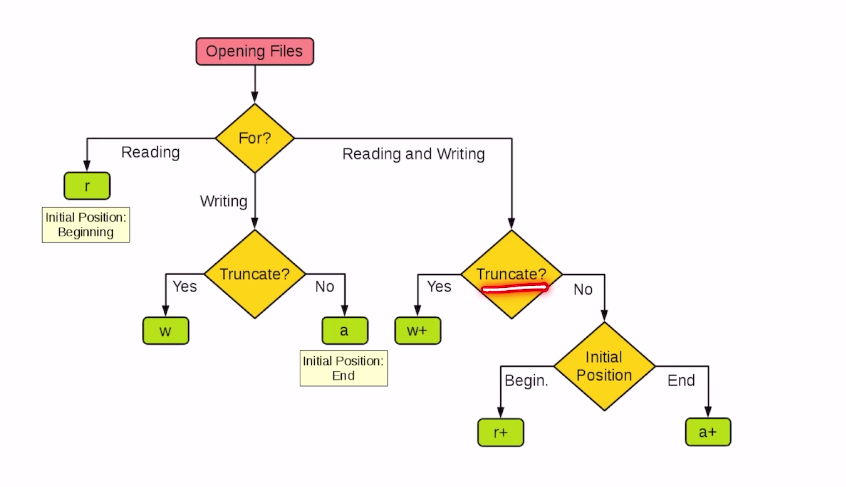 Opening Files
For?
Reading
Reading and Writing
r
Initial Position:
Beginning
Writing
Truncate?
Yes
No
w
a
Initial Position:
End
Truncate?
Yes
No
w+
Initial
Position
Begin.
End
r+
a+